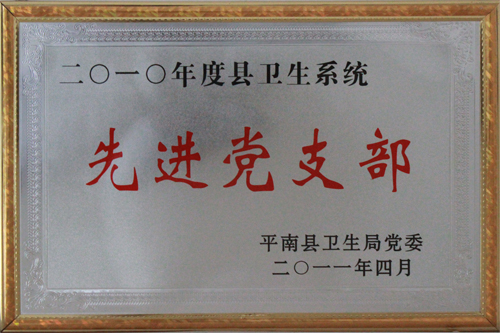 二〇一〇年度县卫生系统
先进党支部
平南县卫生局党委
二〇一一年四月